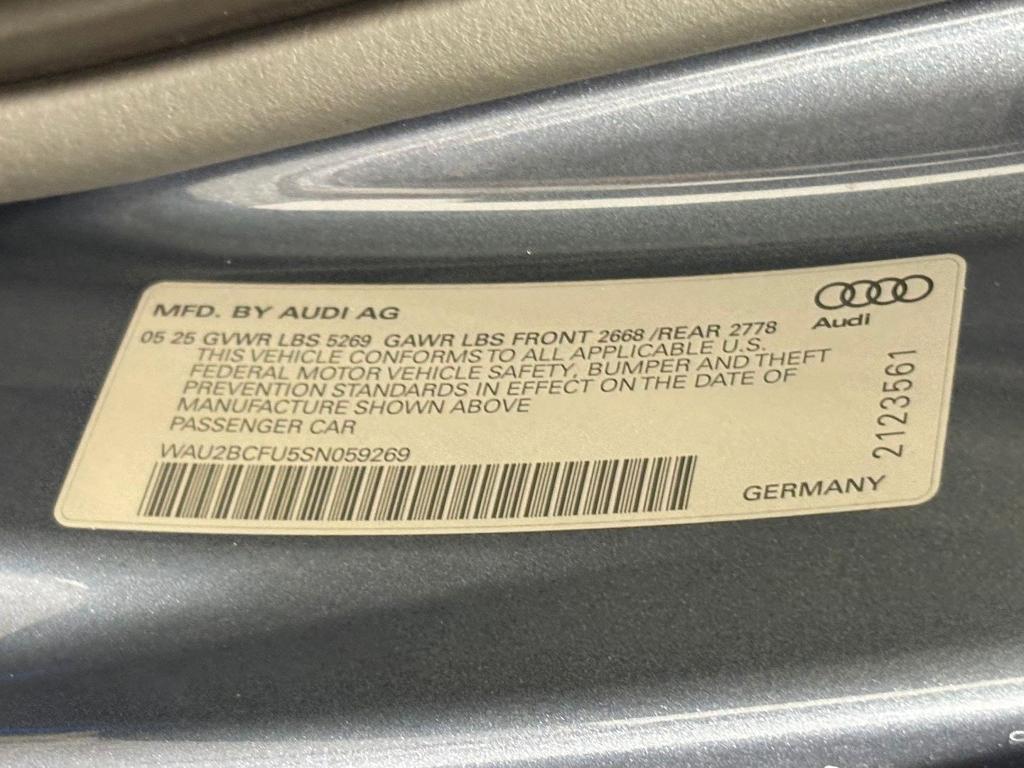 MFD. BY AUDI AG
Audi
05 25 GVWR LBS 5269 GAWR LBS FRONT 2668 /REAR 2778
THIS VEHICLE CONFORMS TO ALL APPLICABLE U.S.
FEDERAL MOTOR VEHICLE SAFETY, BUMPER AND THEFT
PREVENTION STANDARDS IN EFFECT ON THE DATE OF
MANUFACTURE SHOWN ABOVE
PASSENGER CAR
WAU2BCFU5SN059269
GERMANY
2123561